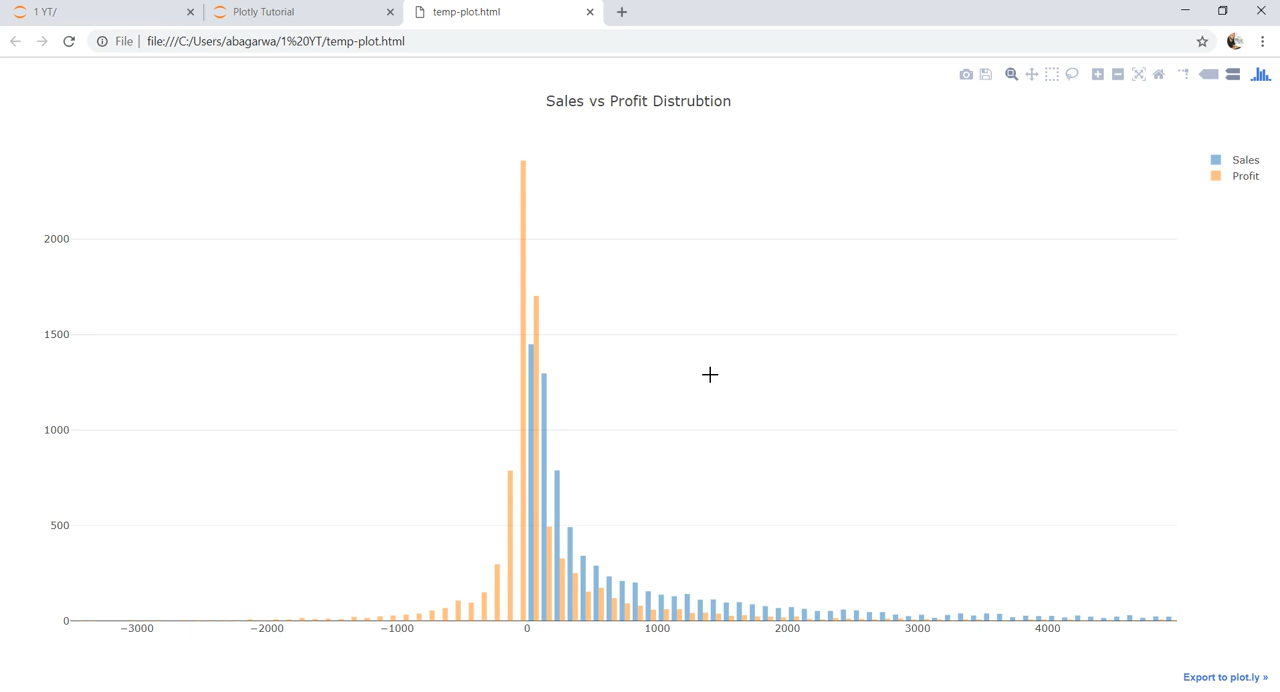 1 YT/
Plotly Tutorial
temp-plot.html
File | file:///C:/Users/abagarwa/1%20YT/temp-plot.html
Sales vs Profit Distrubtion
Sales
Profit
2000
1500
1000
500
0
−3000 −2000 −1000 0 1000 2000 3000 4000
Export to plot.ly »